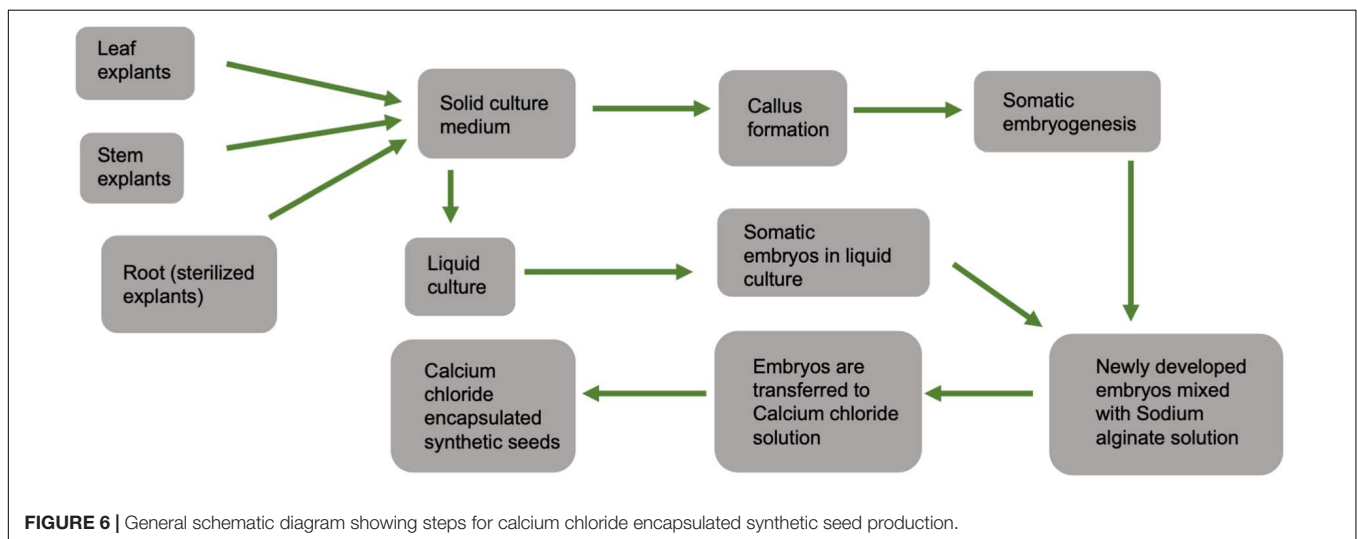 Leaf
explants
Stem
explants
Root (sterilized
explants)
Solid culture
medium
Callus
formation
Somatic
embryogenesis
Liquid
culture
Somatic
embryos in liquid
culture
Newly developed
embryos mixed
with Sodium
alginate solution
Embryos are
transferred to
Calcium chloride
solution
Calcium
chloride
encapsulated
synthetic seeds
FIGURE 6 | General schematic diagram showing steps for calcium chloride encapsulated synthetic seed production.